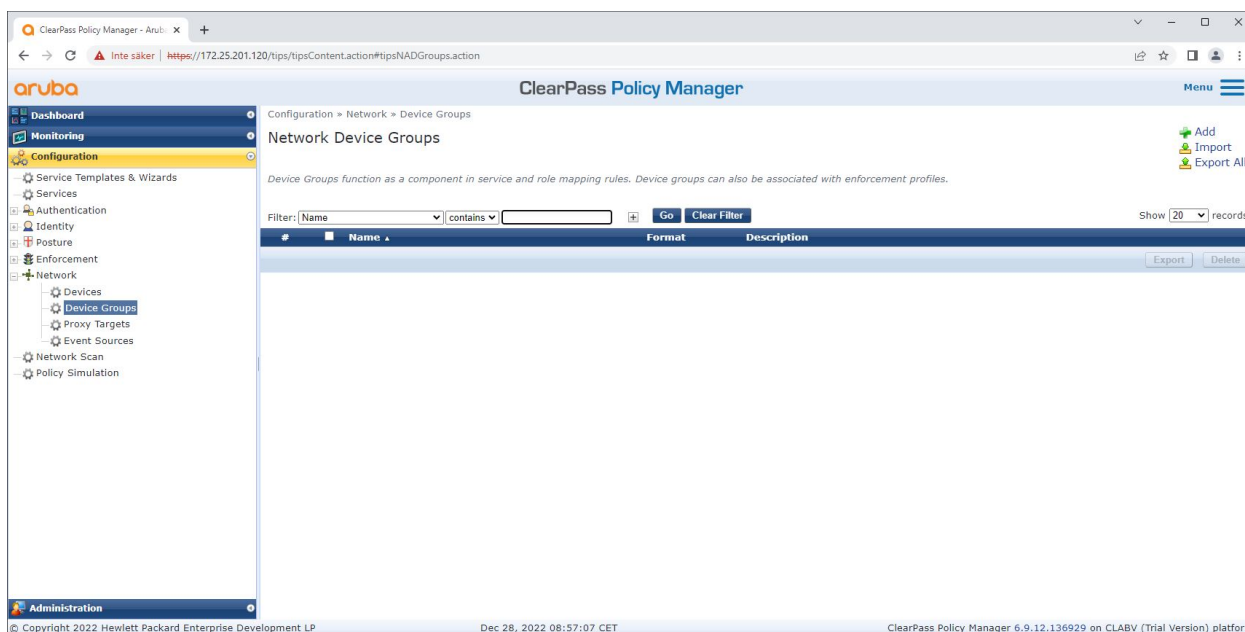 ClearPass Policy Manager - Arub
Inte säker | https://172.25.201.120/tips/tipsContent.action#tipsNADGroups.action
aruba
ClearPass Policy Manager
Menu
Dashboard
Monitoring
Configuration
Service Templates & Wizards
Services
Authentication
Identity
Posture
Enforcement
Network
Devices
Device Groups
Proxy Targets
Event Sources
Network Scan
Policy Simulation
Administration
Configuration » Network » Device Groups
Network Device Groups
Add
Import
Export All
Device Groups function as a component in service and role mapping rules. Device groups can also be associated with enforcement profiles.
Filter: Name contains + Go Clear Filter Show 20 records
# Name Format Description
Export Delete
© Copyright 2022 Hewlett Packard Enterprise Development LP Dec 28, 2022 08:57:07 CET ClearPass Policy Manager 6.9.12.136929 on CLABV (Trial Version) platfor